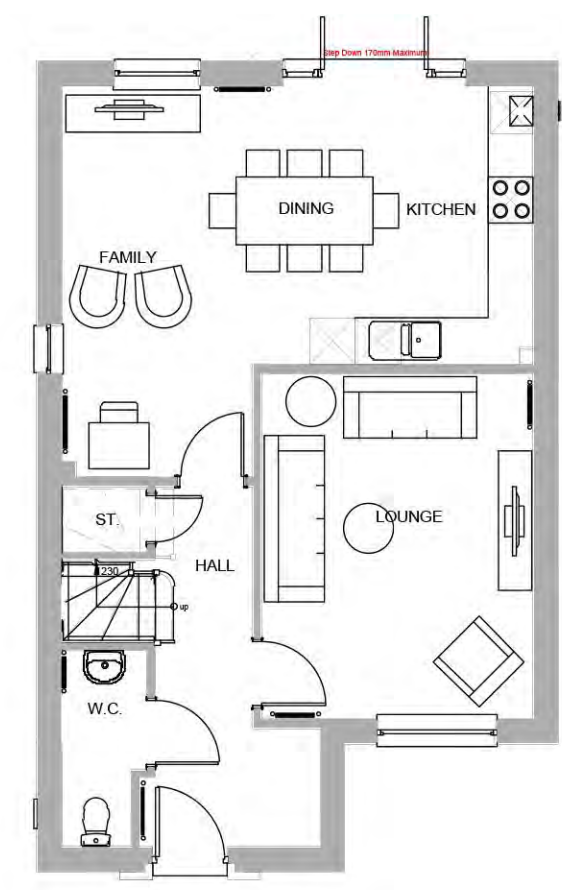 Step Down 170mm Maximum
DINING
KITCHEN
FAMILY
ST.
LOUNGE
HALL
230
up
W.C.